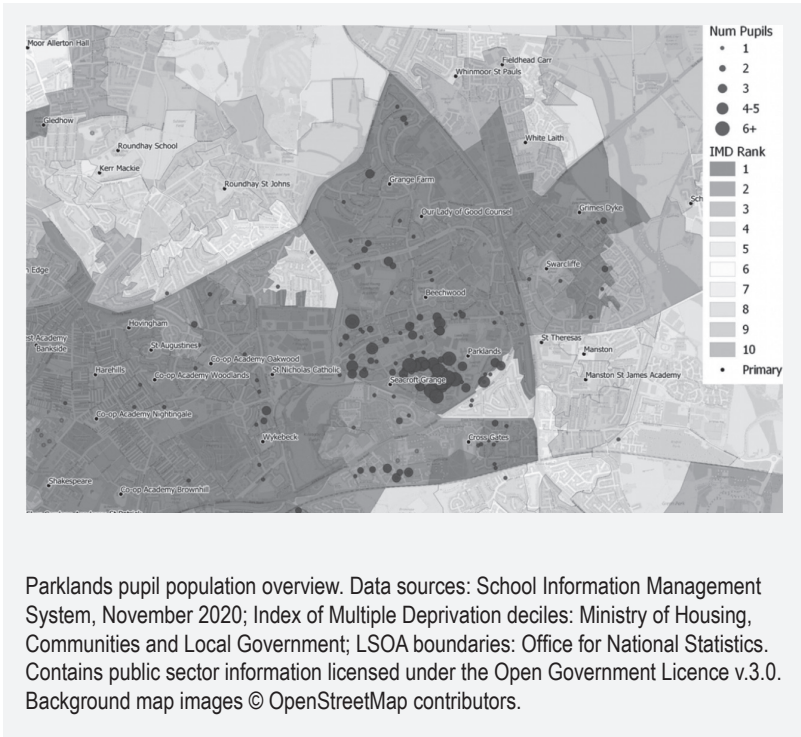 Moor Allerton Hall
Fieldhead Carr
Whinmoor St Pauls
Gledhow
Roundhay School
White Laith
Kerr Mackie
Grange Farm
Roundhay St Johns
Our Lady of Good Counsel
Grimes Dyke
Edge
Swarcliffe
Beechwood
Hovingham
Academy
Bankside
St Augustines
Co-op Academy Oakwood
Parklands
St Theresas
Manston
Harehills
Co-op Academy Woodlands
St Nicholas Catholic
Seacroft Grange
Manston St James Academy
Co-op Academy Nightingale
Wykebeck
Cross Gates
Shakespeare
Co-op Academy Brownhill
Num Pupils
1
2
3
4-5
6+
IMD Rank
1
2
3
4
5
6
7
8
9
10
Primary
Parklands pupil population overview. Data sources: School Information Management
System, November 2020; Index of Multiple Deprivation deciles: Ministry of Housing,
Communities and Local Government; LSOA boundaries: Office for National Statistics.
Contains public sector information licensed under the Open Government Licence v.3.0.
Background map images © OpenStreetMap contributors.